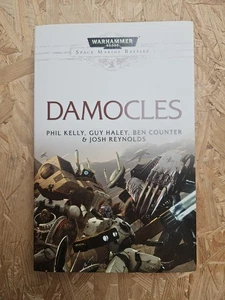 WARHAMMER
40,000
SPACE MARINE BATTLES
DAMOCLES
PHIL KELLY, GUY HALEY, BEN COUNTER
& JOSH REYNOLDS